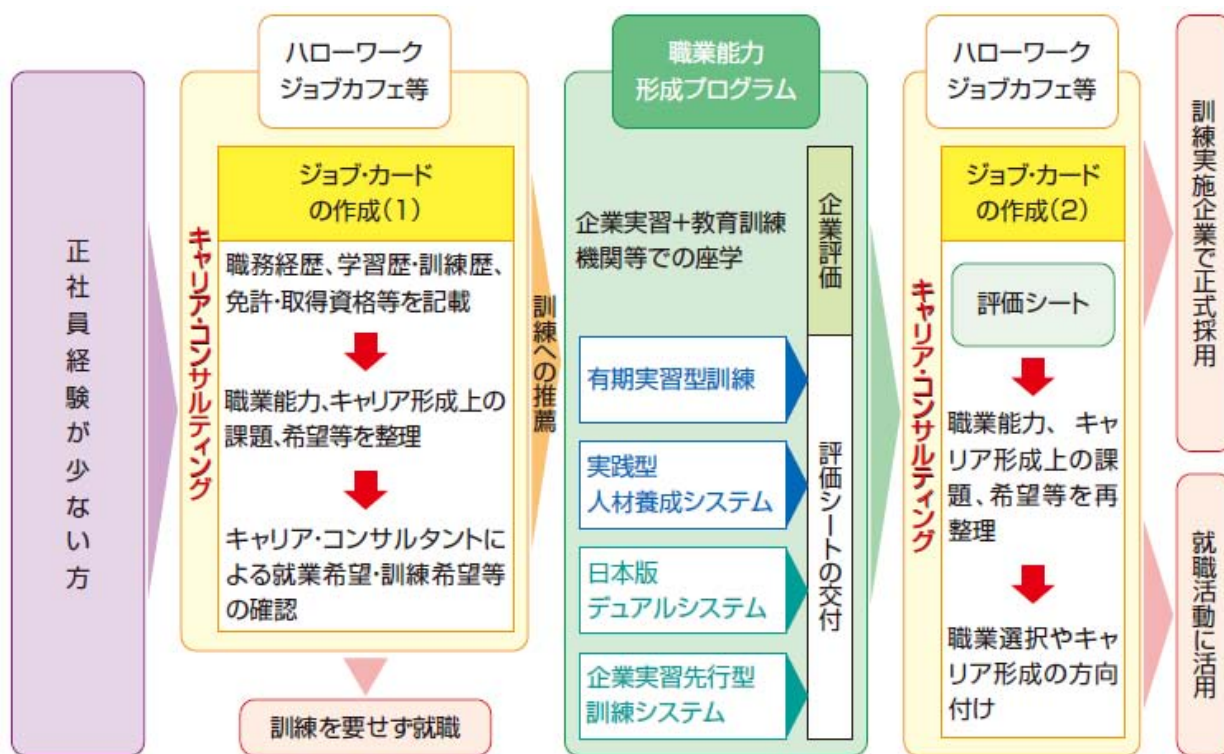 正社員経験が少ない方
ハローワーク
ジョブカフェ等
キャリア・コンサルティング
ジョブ・カード
の作成(1)
職務経歴、学習歴・訓練歴、
免許・取得資格等を記載
職業能力、キャリア形成上の
課題、希望等を整理
キャリア・コンサルタントに
よる就業希望・訓練希望等
の確認
訓練を要せず就職
訓練への推薦
職業能力
形成プログラム
企業実習+教育訓練
機関等での座学
有期実習型訓練
実践型
人材養成システム
日本版
デュアルシステム
企業実習先行型
訓練システム
企業評価
評価シートの交付
ハローワーク
ジョブカフェ等
キャリア・コンサルティング
ジョブ・カード
の作成(2)
評価シート
職業能力、キャ
リア形成上の課
題、希望等を再
整理
職業選択やキャ
リア形成の方向
付け
訓練実施企業で正式採用
就職活動に活用